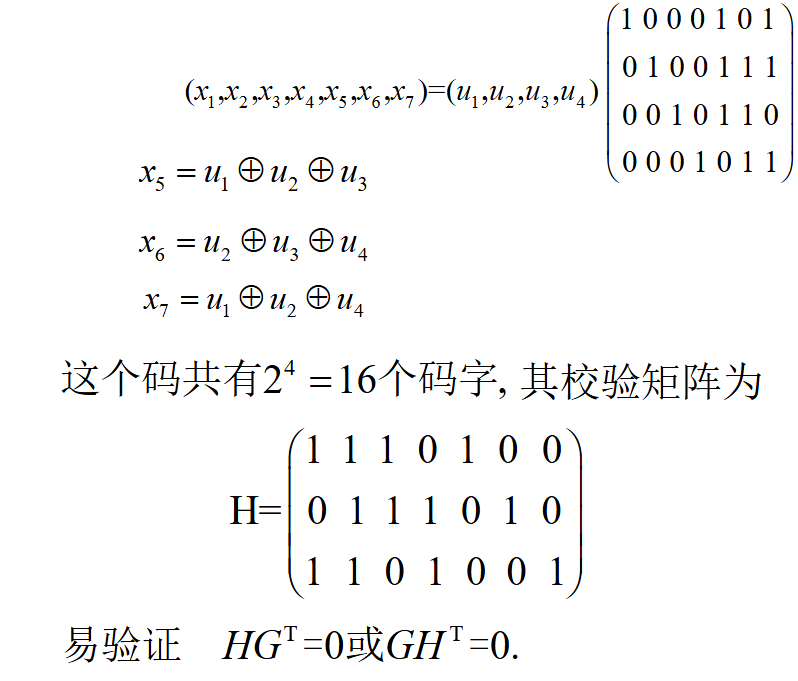 (x₁,x₂,x₃,x₄,x₅,x₆,x₇)=(u₁,u₂,u₃,u₄)
1 0 0 0 1 0 1
0 1 0 0 1 1 1
0 0 1 0 1 1 0
0 0 0 1 0 1 1
x₅ = u₁ ⊕ u₂ ⊕ u₃
x₆ = u₂ ⊕ u₃ ⊕ u₄
x₇ = u₁ ⊕ u₂ ⊕ u₄
这个码共有2⁴ =16个码字, 其校验矩阵为
H=
1 1 1 0 1 0 0
0 1 1 1 0 1 0
1 1 0 1 0 0 1
易验证 HGᵀ=0或GHᵀ=0.